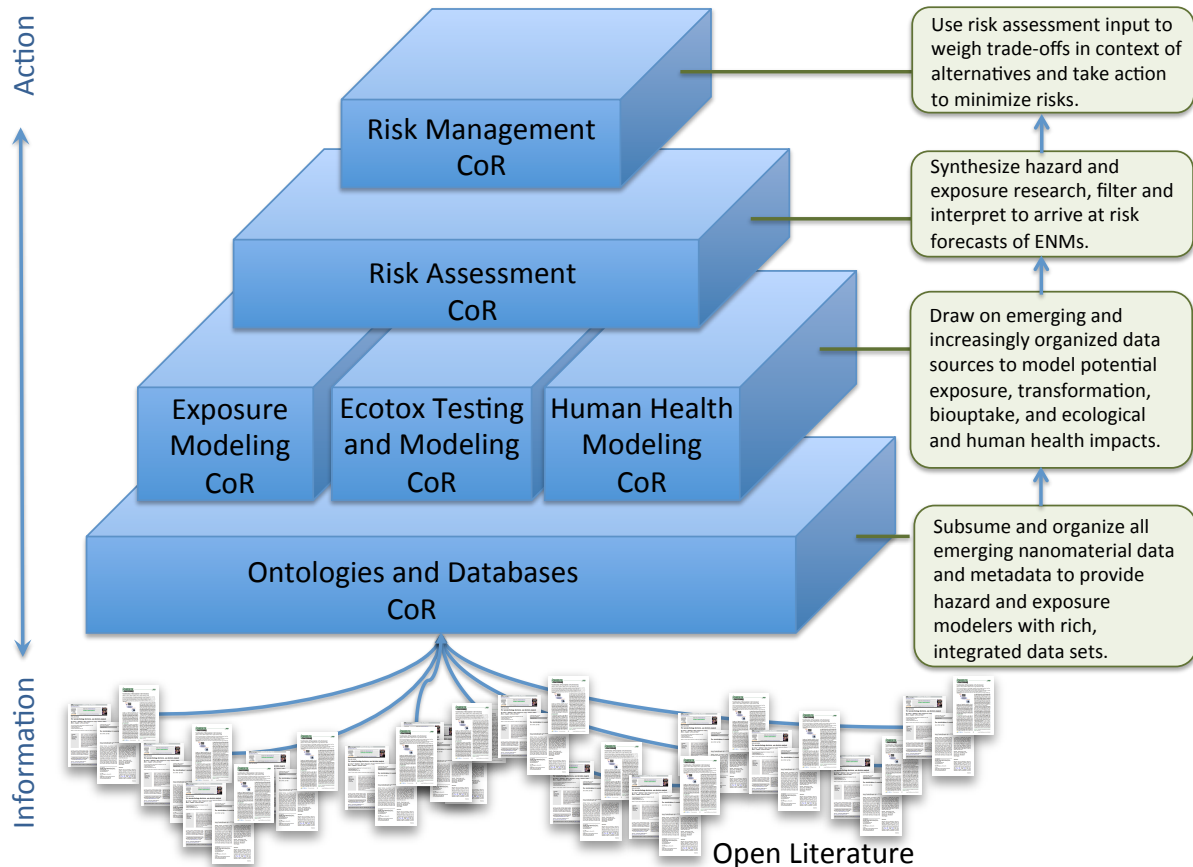 Action
Information
Risk Management
CoR
Risk Assessment
CoR
Exposure
Modeling
CoR
Ecotox Testing
and Modeling
CoR
Human Health
Modeling
CoR
Ontologies and Databases
CoR
Open Literature
Use risk assessment input to
weigh trade-offs in context of
alternatives and take action
to minimize risks.
Synthesize hazard and
exposure research, filter and
interpret to arrive at risk
forecasts of ENMs.
Draw on emerging and
increasingly organized data
sources to model potential
exposure, transformation,
biouptake, and ecological
and human health impacts.
Subsume and organize all
emerging nanomaterial data
and metadata to provide
hazard and exposure
modelers with rich,
integrated data sets.